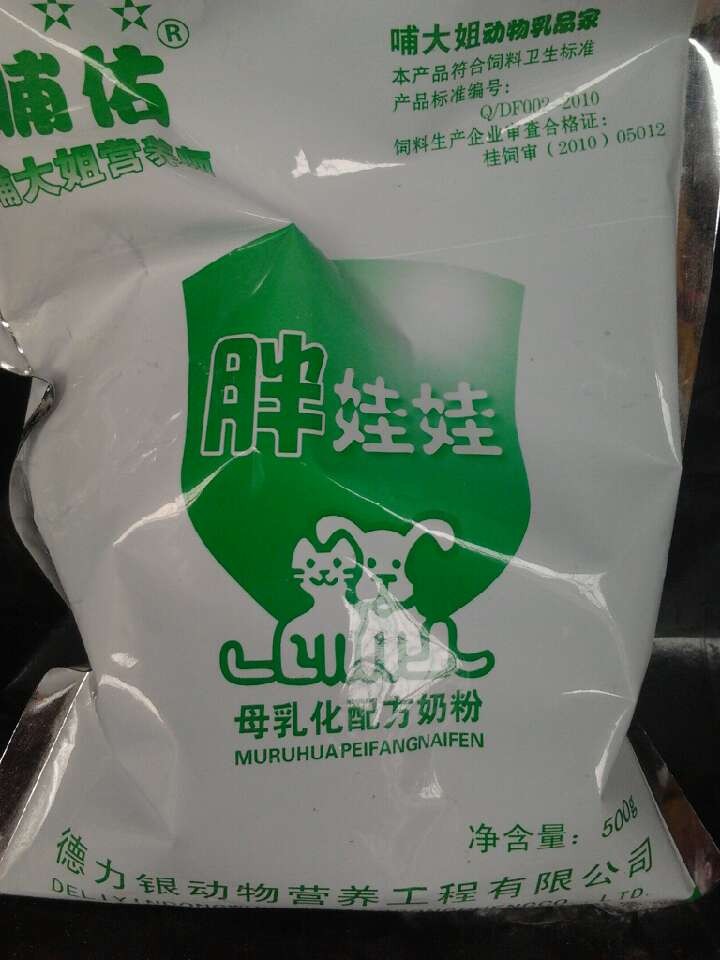 哺佑®
哺大姐营养师
哺大姐动物乳品家
本产品符合饲料卫生标准
产品标准编号：
Q/DF002-2010
饲料生产企业审查合格证：
桂饲审（2010）05012
胖娃娃
母乳化配方奶粉
MURUHUAPEIFANGNAIFEN
净含量：500g
德力银动物营养工程有限公司